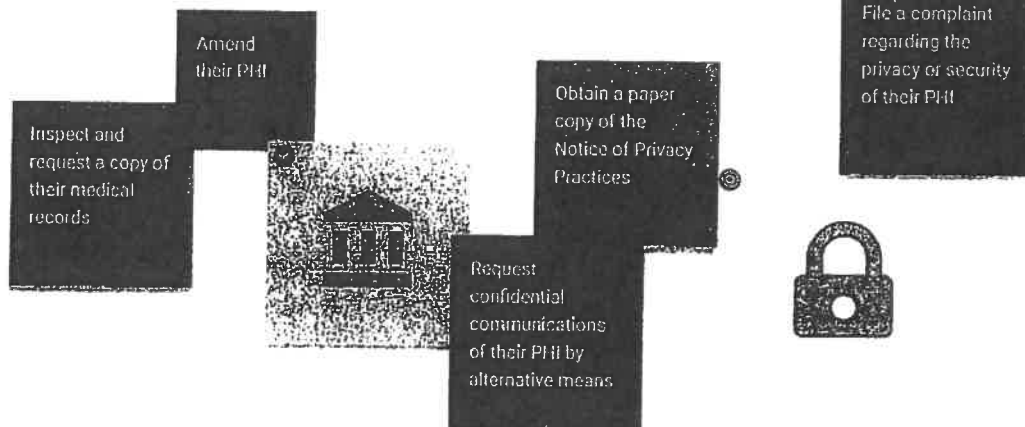 Inspect and
request a copy of
their medical
records
Amend
their PHI
Request
confidential
communications
of their PHI by
alternative means
Obtain a paper
copy of the
Notice of Privacy
Practices
File a complaint
regarding the
privacy or security
of their PHI